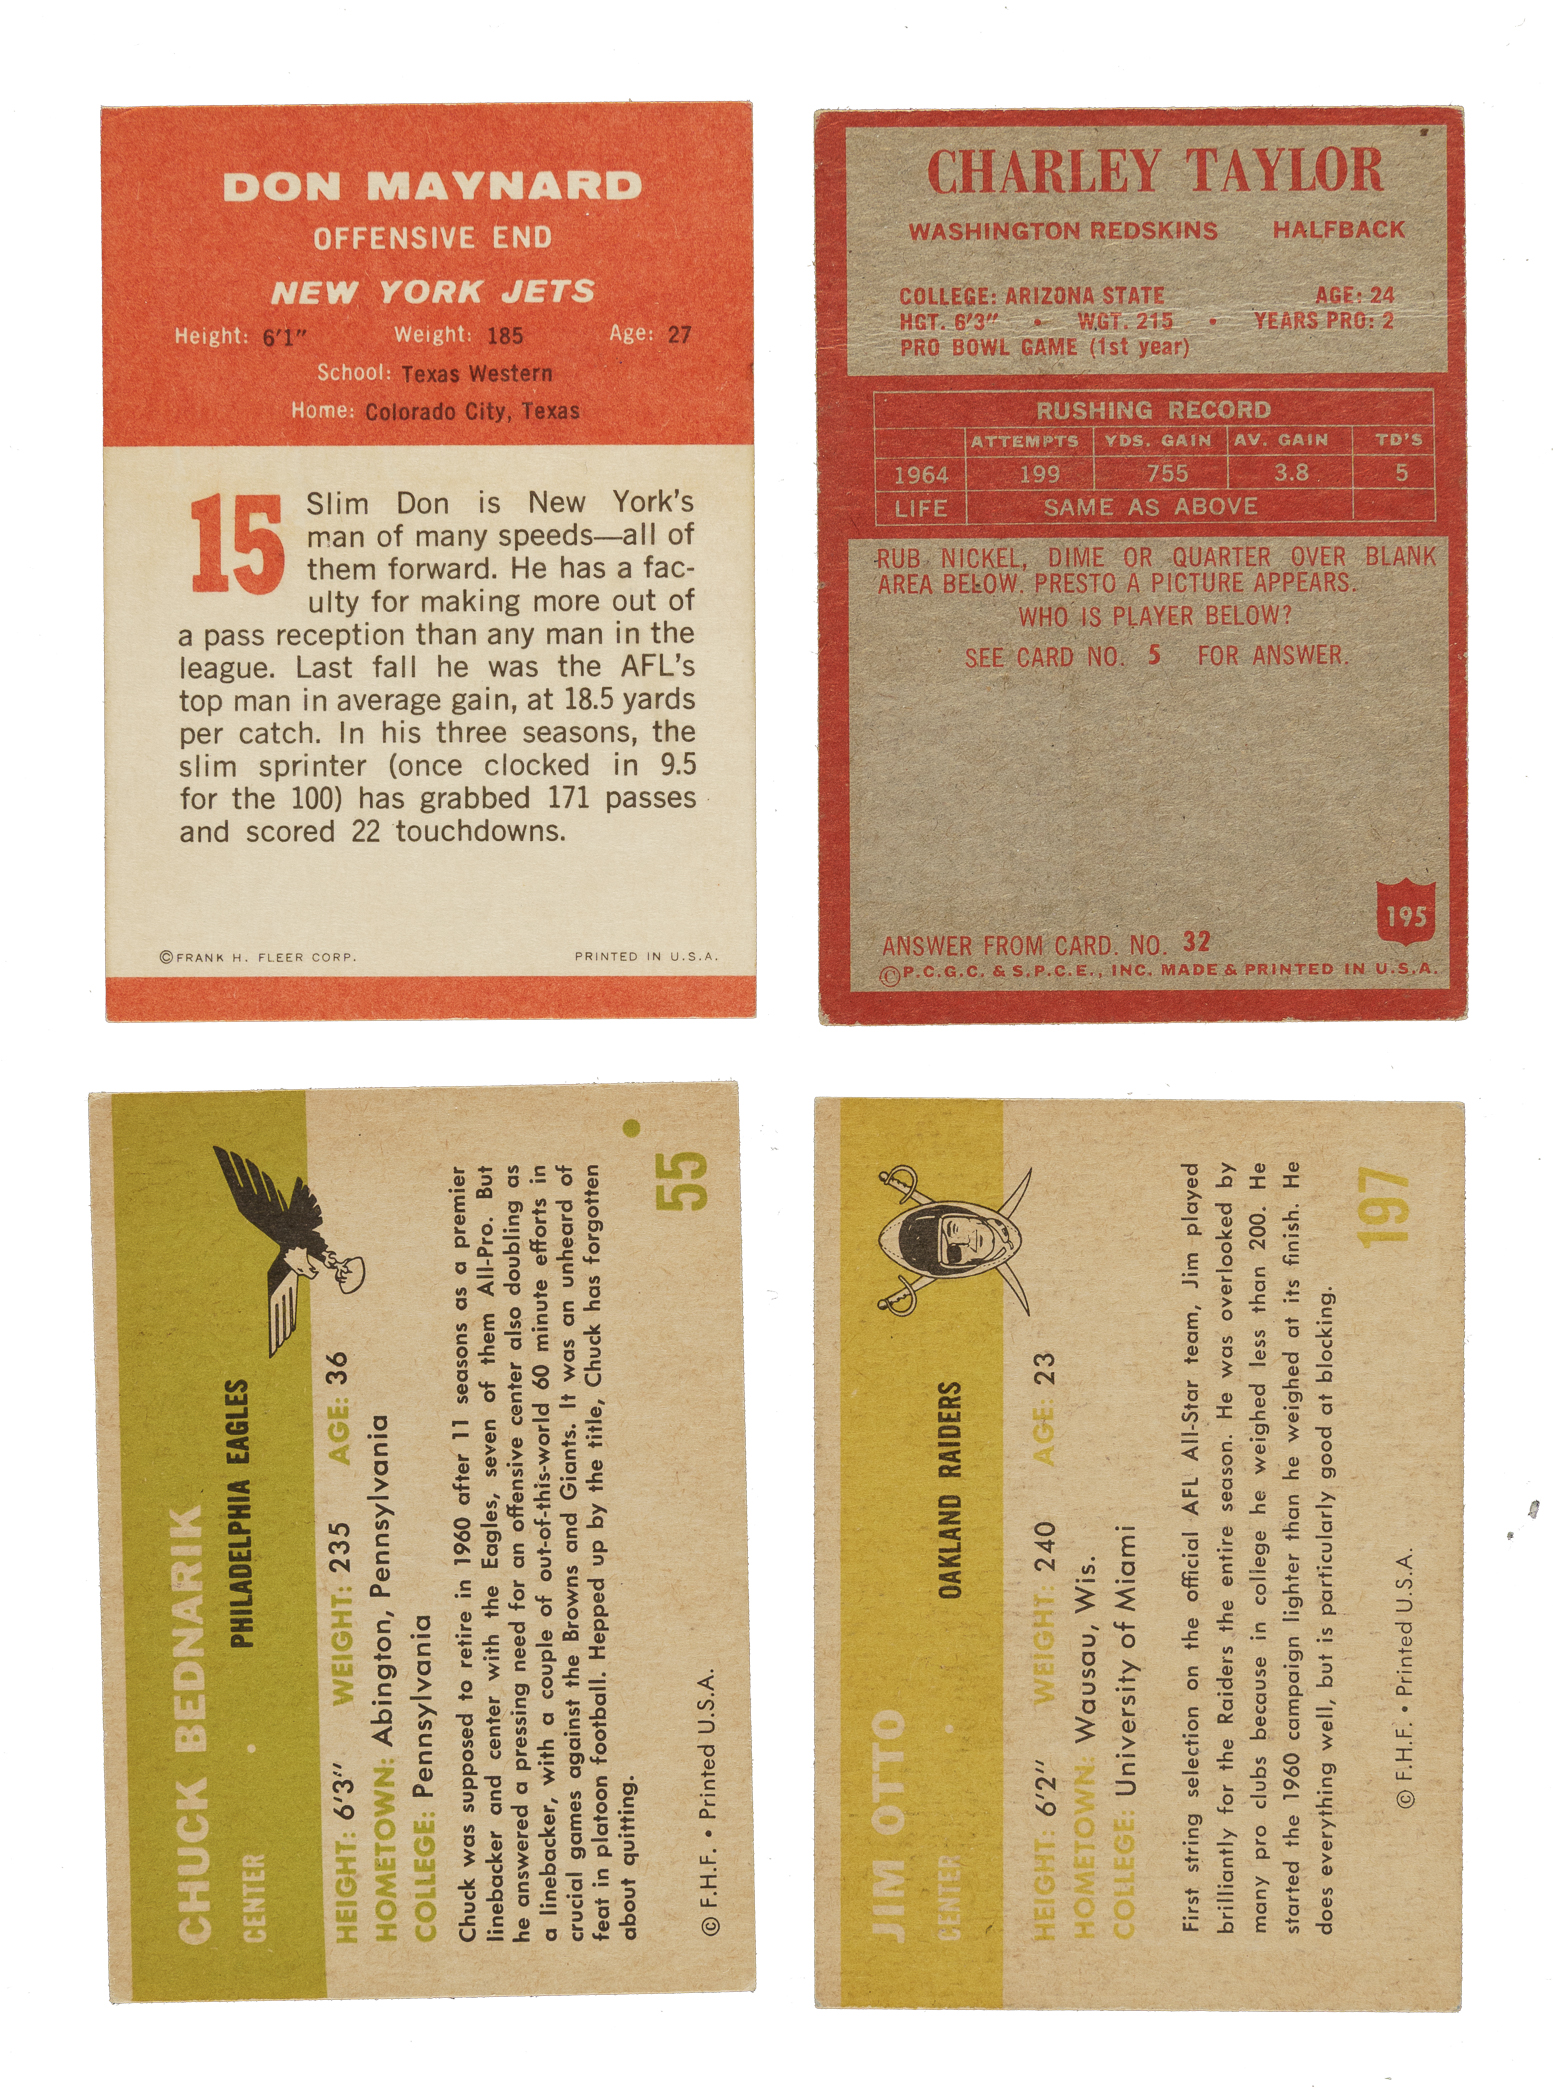 DON MAYNARD
OFFENSIVE END
NEW YORK JETS
Height: 6'1" Weight: 185 Age: 27
School: Texas Western
Home: Colorado City, Texas
15
Slim Don is New York's
man of many speeds—all of
them forward. He has a fac-
ulty for making more out of
a pass reception than any man in the
league. Last fall he was the AFL's
top man in average gain, at 18.5 yards
per catch. In his three seasons, the
slim sprinter (once clocked in 9.5
for the 100) has grabbed 171 passes
and scored 22 touchdowns.
©FRANK H. FLEER CORP. PRINTED IN U.S.A.
CHARLEY TAYLOR
WASHINGTON REDSKINS HALFBACK
COLLEGE: ARIZONA STATE AGE: 24
HGT. 6'3" • WGT. 215 • YEARS PRO: 2
PRO BOWL GAME (1st year)
RUSHING RECORD
ATTEMPTS YDS. GAIN AV. GAIN TD'S
1964 199 755 3.8 5
LIFE SAME AS ABOVE
RUB NICKEL, DIME OR QUARTER OVER BLANK
AREA BELOW. PRESTO A PICTURE APPEARS.
WHO IS PLAYER BELOW?
SEE CARD NO. 5 FOR ANSWER.
195
ANSWER FROM CARD. NO. 32
©P.C.G.C. & S.P.C.E., INC. MADE & PRINTED IN U.S.A.
CHUCK BEDNARIK
CENTER • PHILADELPHIA EAGLES
HEIGHT: 6'3" WEIGHT: 235 AGE: 36
HOMETOWN: Abington, Pennsylvania
COLLEGE: Pennsylvania
Chuck was supposed to retire in 1960 after 11 seasons as a premier
linebacker and center with the Eagles, seven of them All-Pro. But
he answered a pressing need for an offensive center also doubling as
a linebacker, with a couple of out-of-this-world 60 minute efforts in
crucial games against the Browns and Giants. It was an unheard of
feat in platoon football. Hepped up by the title, Chuck has forgotten
about quitting.
55
© F.H.F. • Printed U.S.A.
JIM OTTO
CENTER • OAKLAND RAIDERS
HEIGHT: 6'2" WEIGHT: 240 AGE: 23
HOMETOWN: Wausau, Wis.
COLLEGE: University of Miami
First string selection on the official AFL All-Star team, Jim played
brilliantly for the Raiders the entire season. He was overlooked by
many pro clubs because in college he weighed less than 200. He
started the 1960 campaign lighter than he weighed at its finish. He
does everything well, but is particularly good at blocking.
197
© F.H.F. • Printed U.S.A.